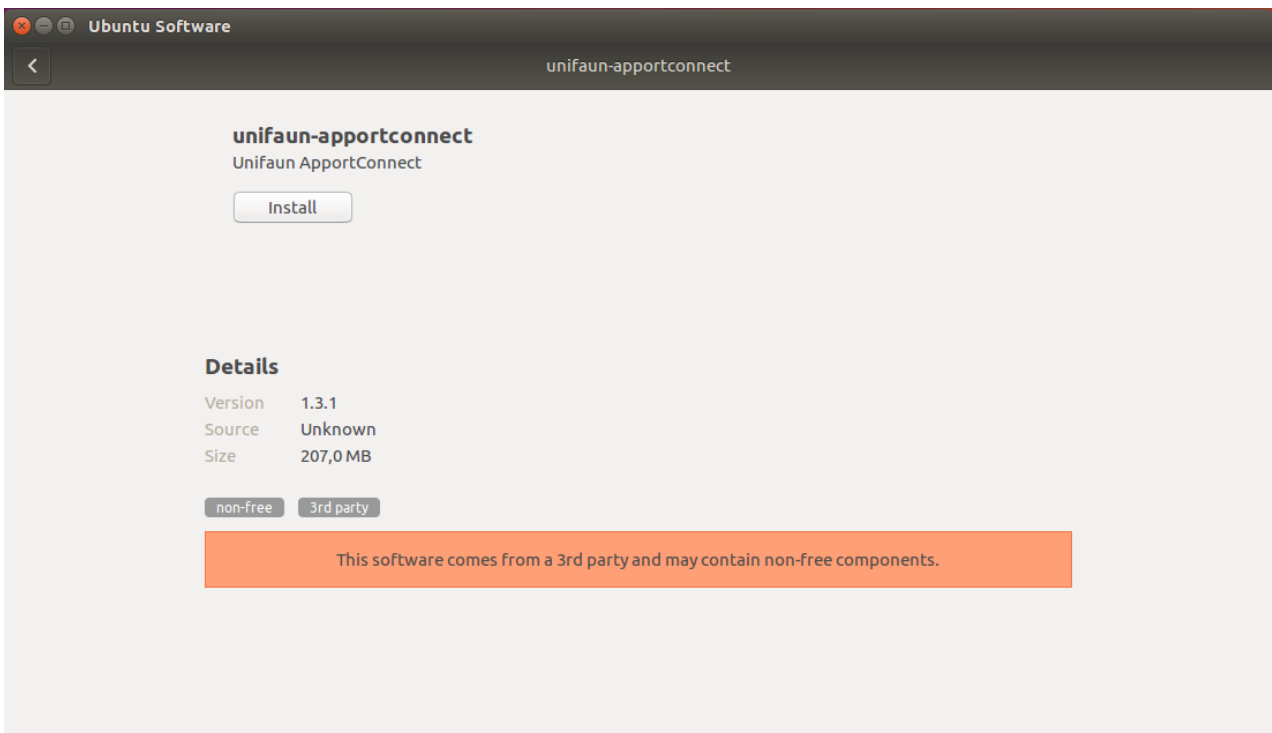 Ubuntu Software
unifaun-apportconnect
unifaun-apportconnect
Unifaun ApportConnect
Install
Details
Version 1.3.1
Source Unknown
Size 207,0 MB
non-free 3rd party
This software comes from a 3rd party and may contain non-free components.